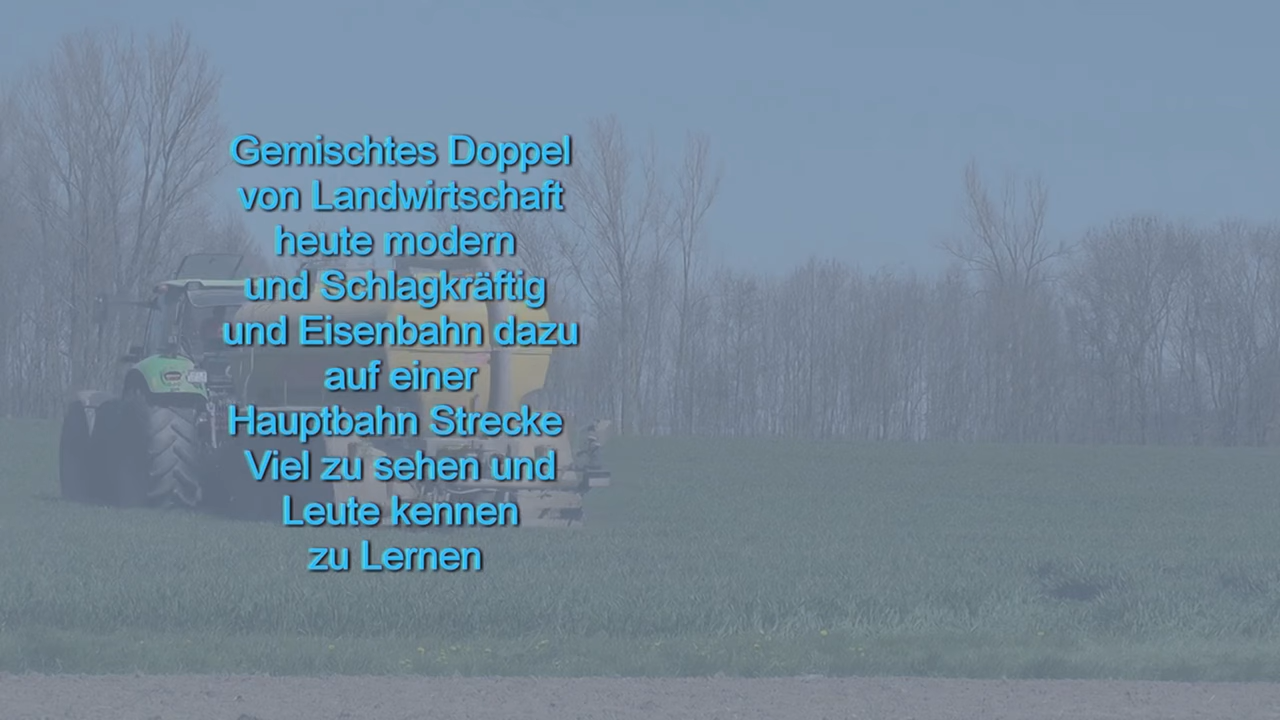 Gemischtes Doppel
von Landwirtschaft
heute modern
und Schlagkräftig
und Eisenbahn dazu
auf einer
Hauptbahn Strecke
Viel zu sehen und
Leute kennen
zu Lernen